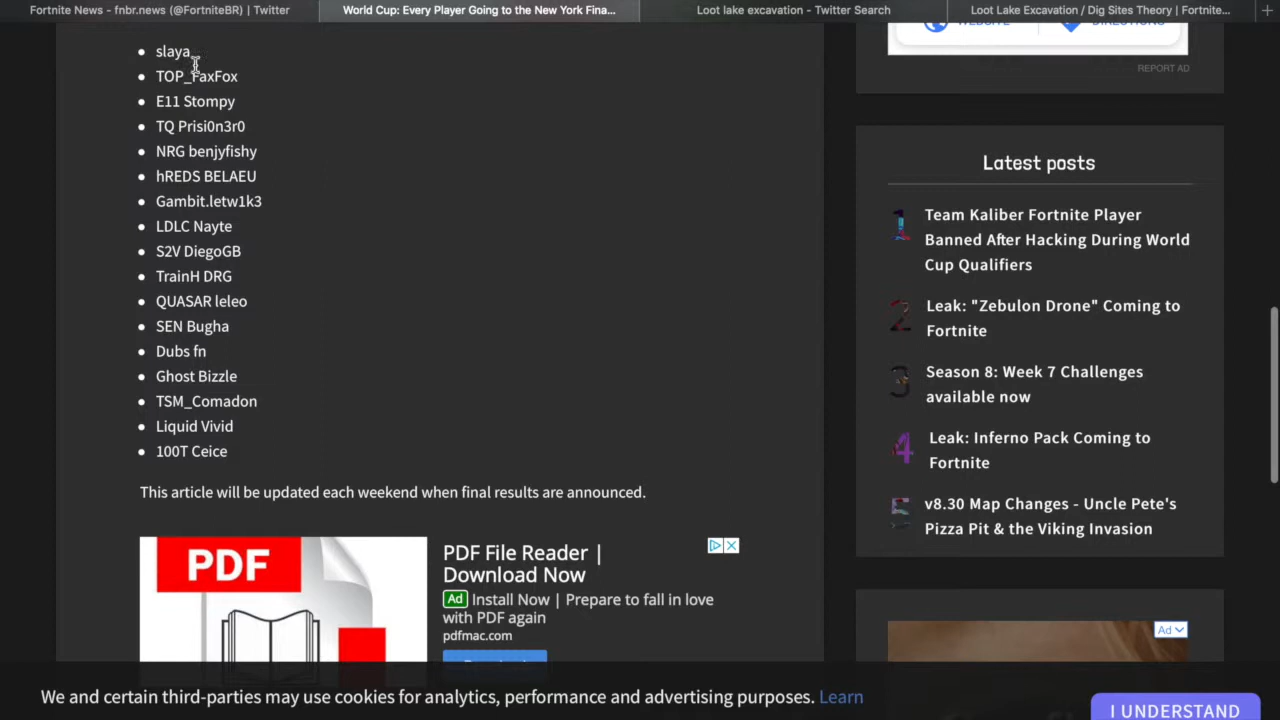 Fortnite News - fnbr.news (@FortniteBR) | Twitter
World Cup: Every Player Going to the New York Fina...
Loot lake excavation - Twitter Search
Loot Lake Excavation / Dig Sites Theory | Fortnite...
slaya_
TOP_FaxFox
E11 Stompy
TQ Prisi0n3r0
NRG benjyfishy
hREDS BELAEU
Gambit.letw1k3
LDLC Nayte
S2V DiegoGB
TrainH DRG
QUASAR leleo
SEN Bugha
Dubs fn
Ghost Bizzle
TSM_Comadon
Liquid Vivid
100T Ceice
This article will be updated each weekend when final results are announced.
PDF
PDF File Reader |
Download Now
Ad Install Now | Prepare to fall in love
with PDF again
pdfmac.com
WEBSITE
DIRECTIONS
REPORT AD
Latest posts
1 Team Kaliber Fortnite Player
Banned After Hacking During World
Cup Qualifiers
2 Leak: "Zebulon Drone" Coming to
Fortnite
3 Season 8: Week 7 Challenges
available now
4 Leak: Inferno Pack Coming to
Fortnite
5 v8.30 Map Changes - Uncle Pete's
Pizza Pit & the Viking Invasion
Ad
We and certain third-parties may use cookies for analytics, performance and advertising purposes. Learn
I UNDERSTAND